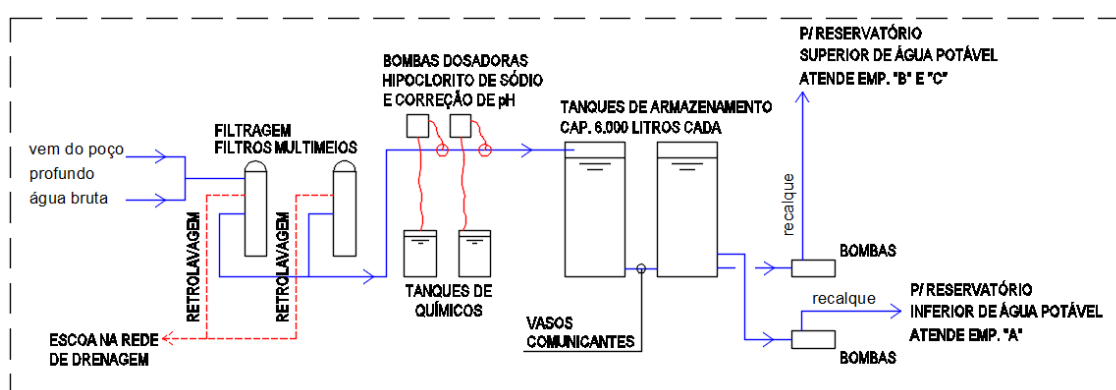 vem do poço
profundo
água bruta
FILTRAGEM
FILTROS MULTIMEIOS
RETROLAVAGEM
RETROLAVAGEM
ESCOA NA REDE
DE DRENAGEM
BOMBAS DOSADORAS
HIPOCLORITO DE SÓDIO
E CORREÇÃO DE pH
TANQUES DE
QUÍMICOS
TANQUES DE ARMAZENAMENTO
CAP. 6.000 LITROS CADA
VASOS
COMUNICANTES
P/ RESERVATÓRIO
SUPERIOR DE ÁGUA POTÁVEL
ATENDE EMP. "B" E "C"
recalque
BOMBAS
recalque
BOMBAS
P/ RESERVATÓRIO
INFERIOR DE ÁGUA POTÁVEL
ATENDE EMP. "A"